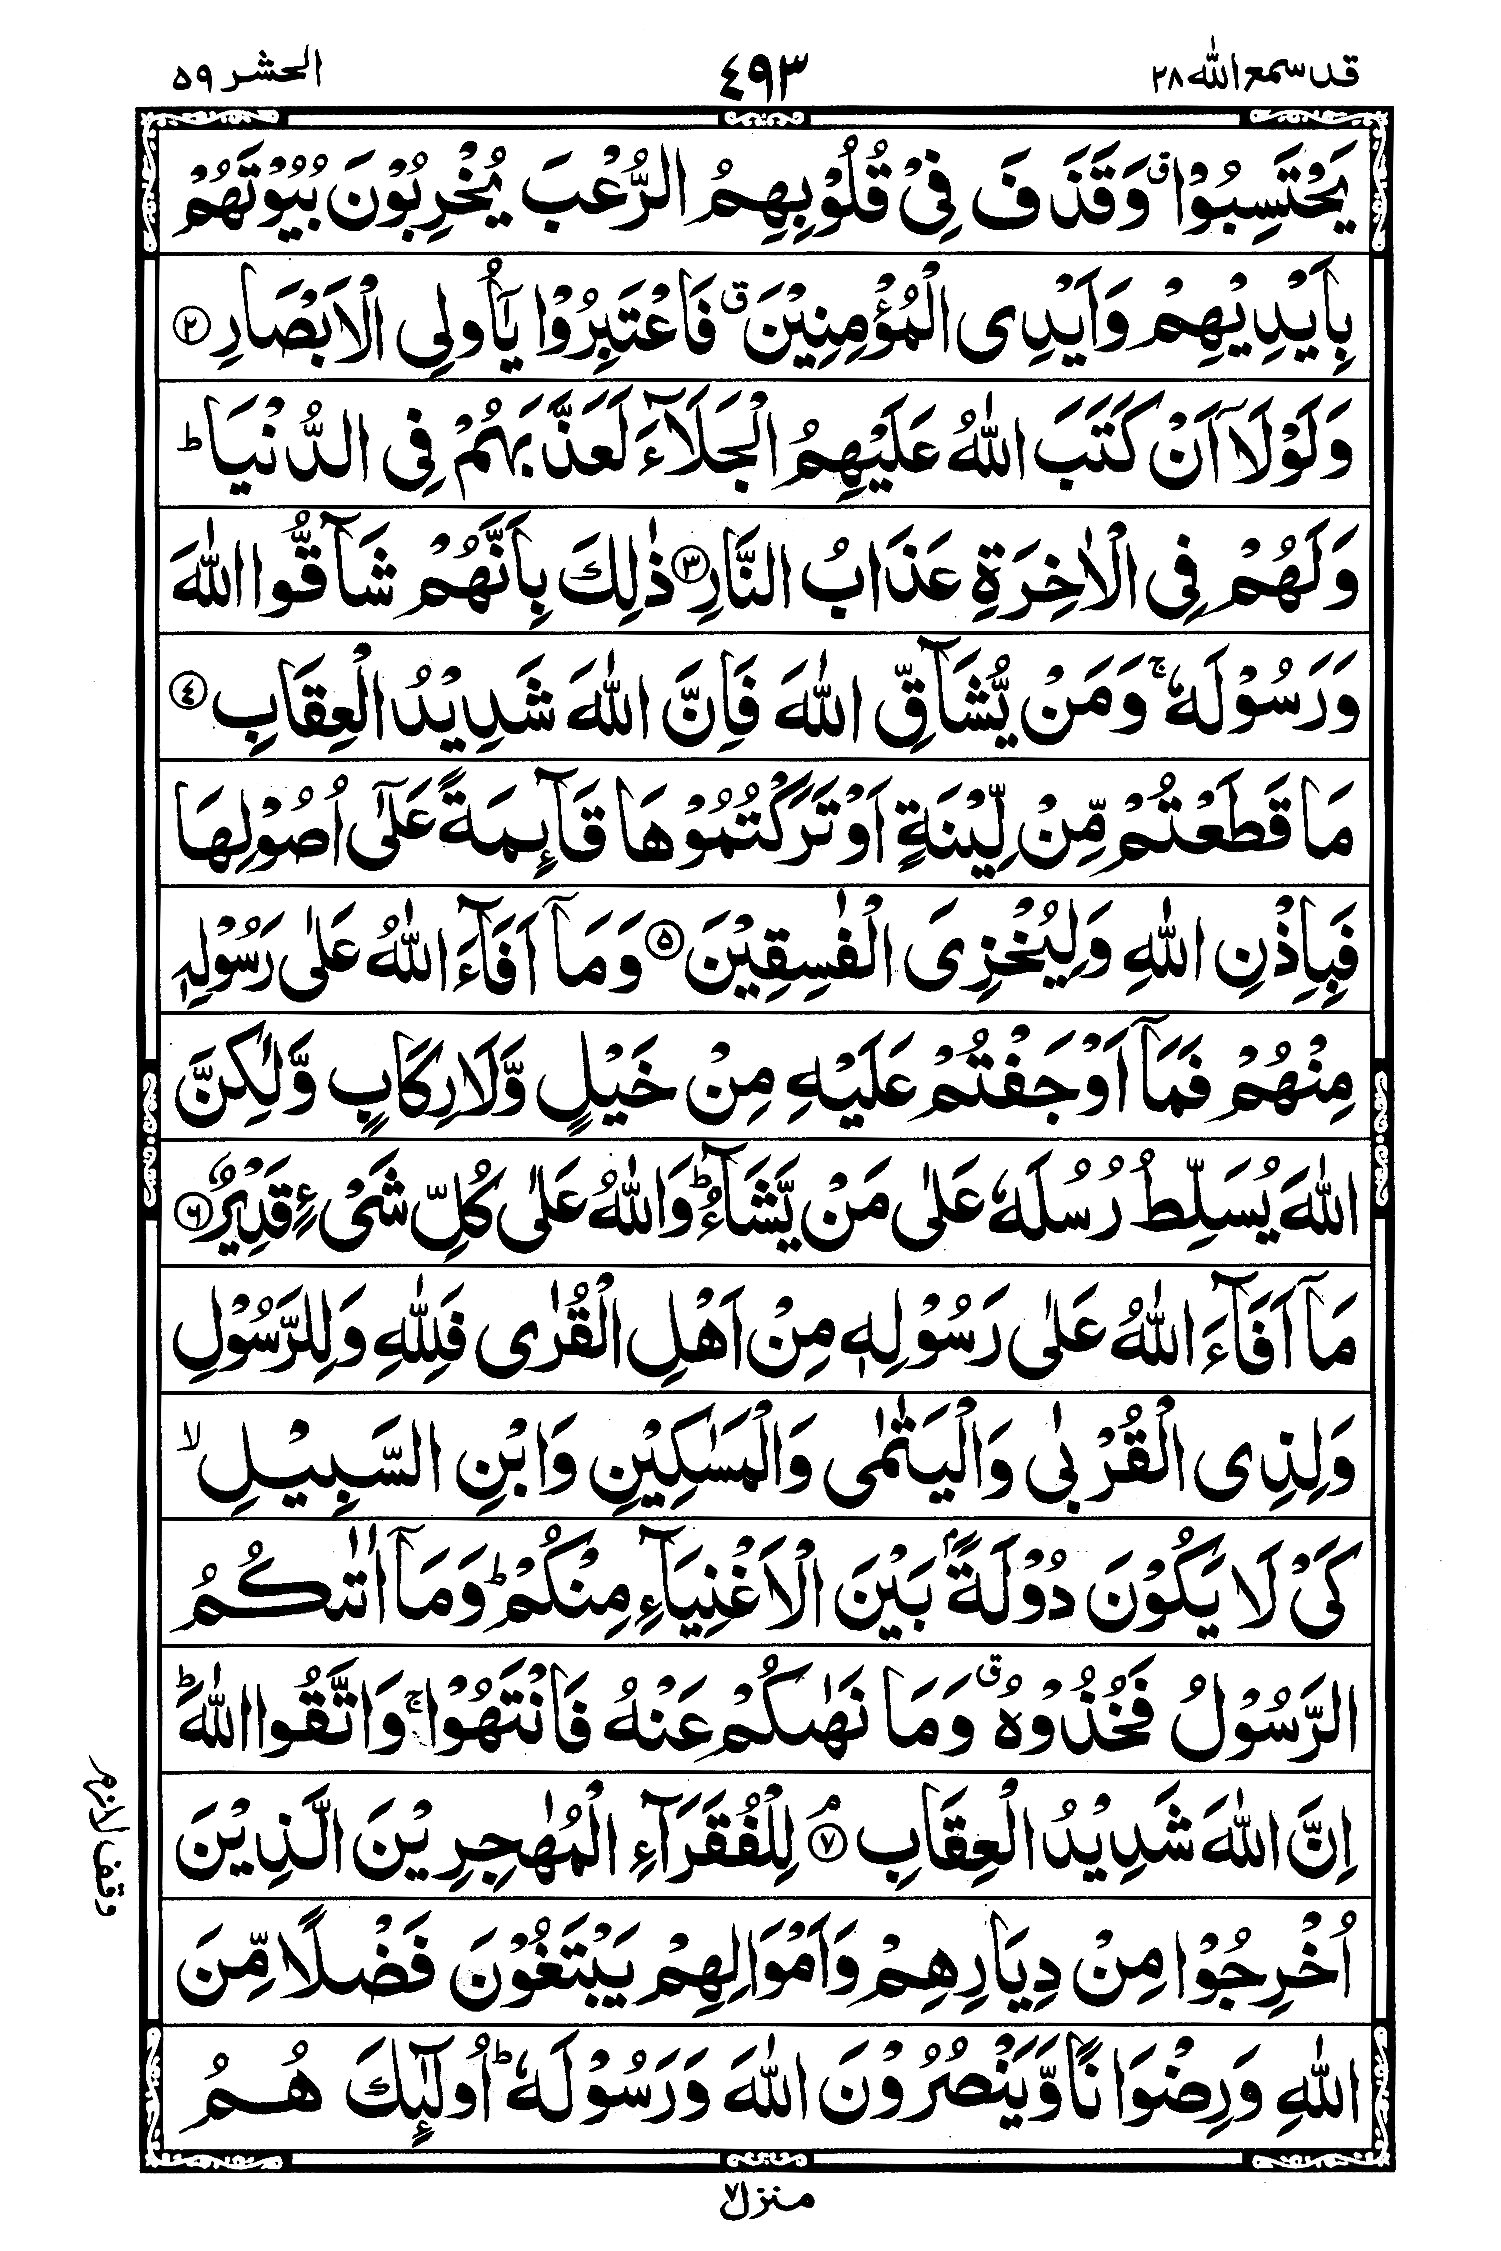 قد سمع الله ٢٨
٤٩٣
الحشر ٥٩
يَحْتَسِبُوْا ۗ وَقَذَفَ فِيْ قُلُوْبِهِمُ الرُّعْبَ يُخْرِبُوْنَ بُيُوْتَهُمْ
بِاَيْدِيْهِمْ وَاَيْدِى الْمُؤْمِنِيْنَ ۗ فَاعْتَبِرُوْا يٰٓاُولِى الْاَبْصَارِ ②
وَلَوْلَآ اَنْ كَتَبَ اللّٰهُ عَلَيْهِمُ الْجَلَآءَ لَعَذَّبَهُمْ فِى الدُّنْيَا ؕ
وَلَهُمْ فِى الْاٰخِرَةِ عَذَابُ النَّارِ ③ ذٰلِكَ بِاَنَّهُمْ شَآقُّوا اللّٰهَ
وَرَسُوْلَهٗ ۚ وَمَنْ يُّشَآقِّ اللّٰهَ فَاِنَّ اللّٰهَ شَدِيْدُ الْعِقَابِ ④
مَا قَطَعْتُمْ مِّنْ لِّيْنَةٍ اَوْ تَرَكْتُمُوْهَا قَآئِمَةً عَلٰٓى اُصُوْلِهَا
فَبِاِذْنِ اللّٰهِ وَلِيُخْزِىَ الْفٰسِقِيْنَ ⑤ وَمَآ اَفَآءَ اللّٰهُ عَلٰى رَسُوْلِهٖ
مِنْهُمْ فَمَآ اَوْجَفْتُمْ عَلَيْهِ مِنْ خَيْلٍ وَّلَا رِكَابٍ وَّلٰكِنَّ
اللّٰهَ يُسَلِّطُ رُسُلَهٗ عَلٰى مَنْ يَّشَآءُ ؕ وَاللّٰهُ عَلٰى كُلِّ شَىْءٍ قَدِيْرٌ ⑥
مَآ اَفَآءَ اللّٰهُ عَلٰى رَسُوْلِهٖ مِنْ اَهْلِ الْقُرٰى فَلِلّٰهِ وَلِلرَّسُوْلِ
وَلِذِى الْقُرْبٰى وَالْيَتٰمٰى وَالْمَسٰكِيْنِ وَابْنِ السَّبِيْلِ ۙ
كَىْ لَا يَكُوْنَ دُوْلَةًۢ بَيْنَ الْاَغْنِيَآءِ مِنْكُمْ ؕ وَمَآ اٰتٰىكُمُ
الرَّسُوْلُ فَخُذُوْهُ ۗ وَمَا نَهٰىكُمْ عَنْهُ فَانْتَهُوْا ۚ وَاتَّقُوا اللّٰهَ ؕ
اِنَّ اللّٰهَ شَدِيْدُ الْعِقَابِ ۘ ⑦ لِلْفُقَرَآءِ الْمُهٰجِرِيْنَ الَّذِيْنَ
اُخْرِجُوْا مِنْ دِيَارِهِمْ وَاَمْوَالِهِمْ يَبْتَغُوْنَ فَضْلًا مِّنَ
اللّٰهِ وَرِضْوَانًا وَّيَنْصُرُوْنَ اللّٰهَ وَرَسُوْلَهٗ ؕ اُولٰٓئِكَ هُمُ
وقف لازم
منزل ٧